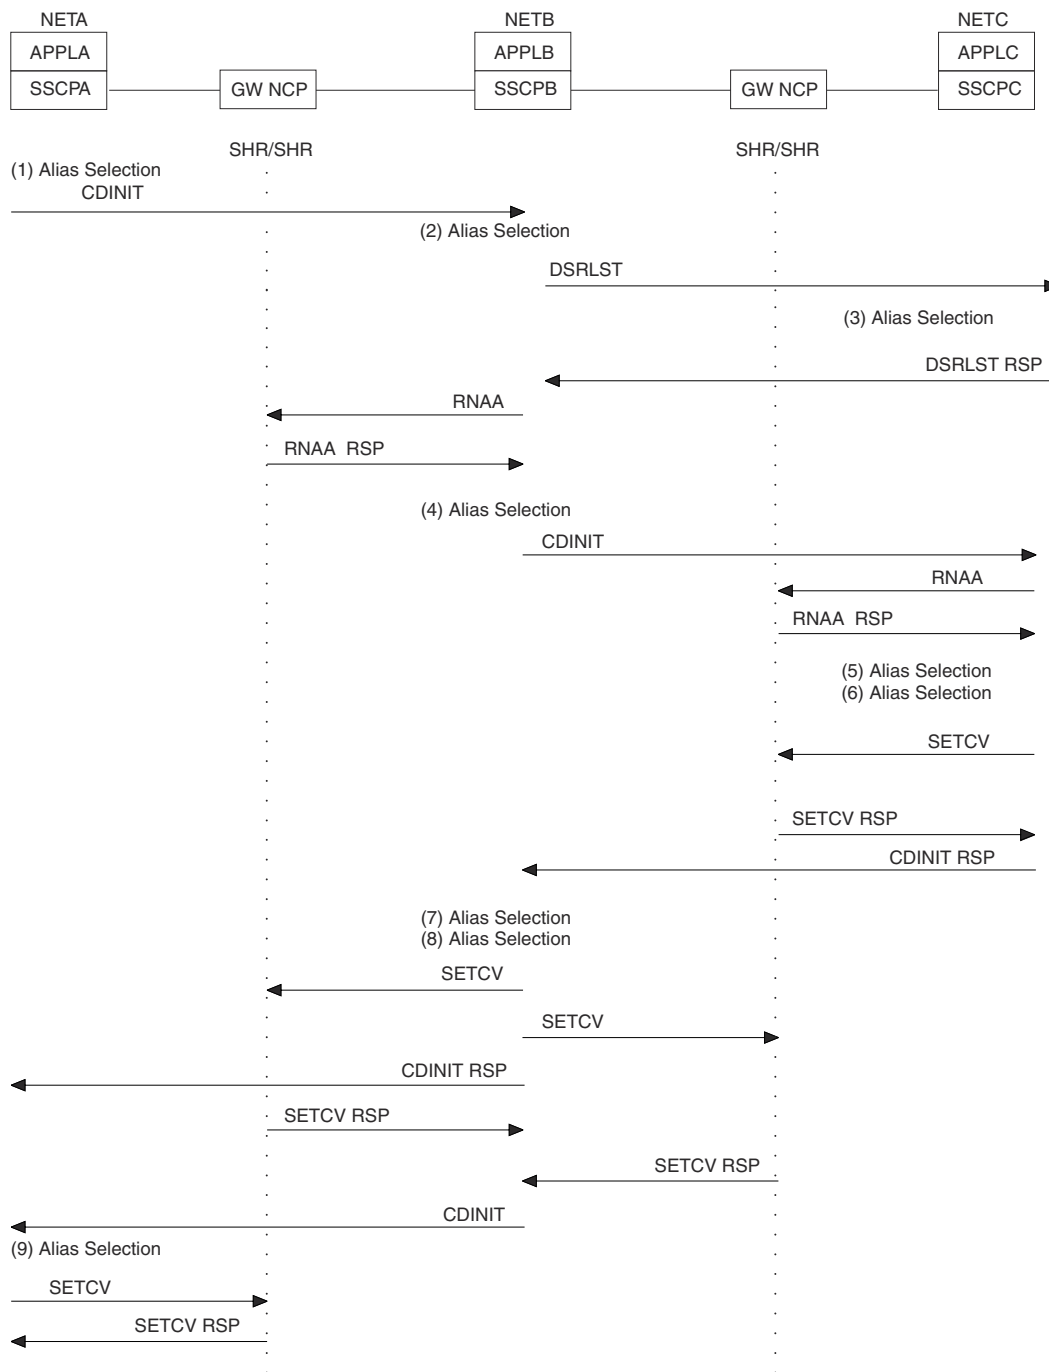 NETA NETB NETC
APPLA APPLB APPLC
SSCPA GW NCP SSCPB GW NCP SSCPC
SHR/SHR SHR/SHR
(1) Alias Selection
CDINIT
(2) Alias Selection
DSRLST
(3) Alias Selection
DSRLST RSP
RNAA
RNAA RSP
(4) Alias Selection
CDINIT
RNAA
RNAA RSP
(5) Alias Selection
(6) Alias Selection
SETCV
SETCV RSP
CDINIT RSP
(7) Alias Selection
(8) Alias Selection
SETCV
SETCV
CDINIT RSP
SETCV RSP
SETCV RSP
CDINIT
(9) Alias Selection
SETCV
SETCV RSP